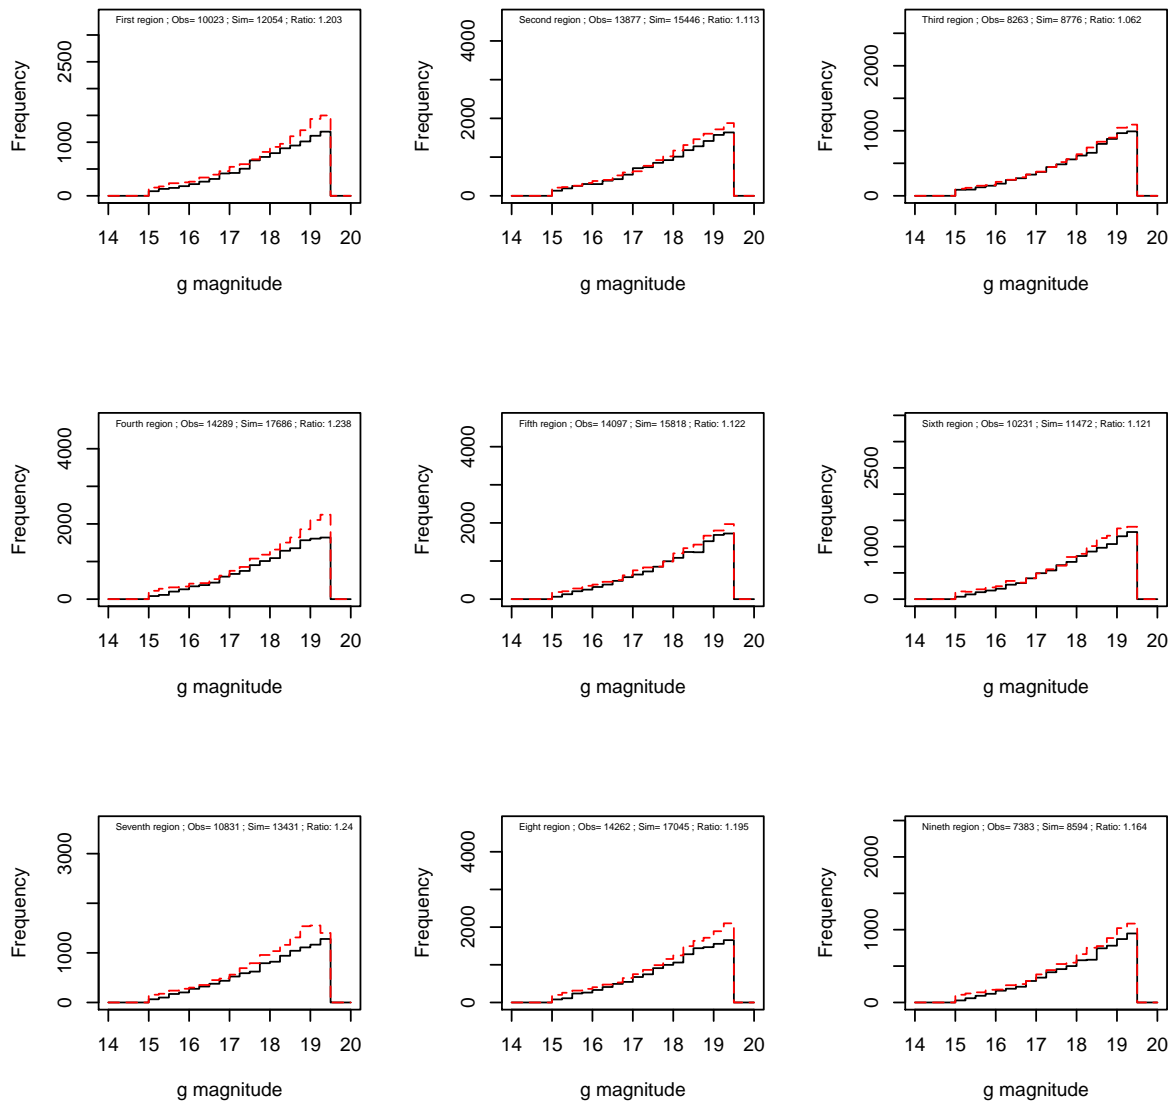 First region ; Obs= 10023 ; Sim= 12054 ; Ratio: 1.203
Frequency
0 1000 2500
14 15 16 17 18 19 20
g magnitude
Second region ; Obs= 13877 ; Sim= 15446 ; Ratio: 1.113
Frequency
0 2000 4000
14 15 16 17 18 19 20
g magnitude
Third region ; Obs= 8263 ; Sim= 8776 ; Ratio: 1.062
Frequency
0 1000 2000
14 15 16 17 18 19 20
g magnitude
Fourth region ; Obs= 14289 ; Sim= 17686 ; Ratio: 1.238
Frequency
0 2000 4000
14 15 16 17 18 19 20
g magnitude
Fifth region ; Obs= 14097 ; Sim= 15818 ; Ratio: 1.122
Frequency
0 2000 4000
14 15 16 17 18 19 20
g magnitude
Sixth region ; Obs= 10231 ; Sim= 11472 ; Ratio: 1.121
Frequency
0 1000 2500
14 15 16 17 18 19 20
g magnitude
Seventh region ; Obs= 10831 ; Sim= 13431 ; Ratio: 1.24
Frequency
0 1000 3000
14 15 16 17 18 19 20
g magnitude
Eight region ; Obs= 14262 ; Sim= 17045 ; Ratio: 1.195
Frequency
0 2000 4000
14 15 16 17 18 19 20
g magnitude
Nineth region ; Obs= 7383 ; Sim= 8594 ; Ratio: 1.164
Frequency
0 1000 2000
14 15 16 17 18 19 20
g magnitude